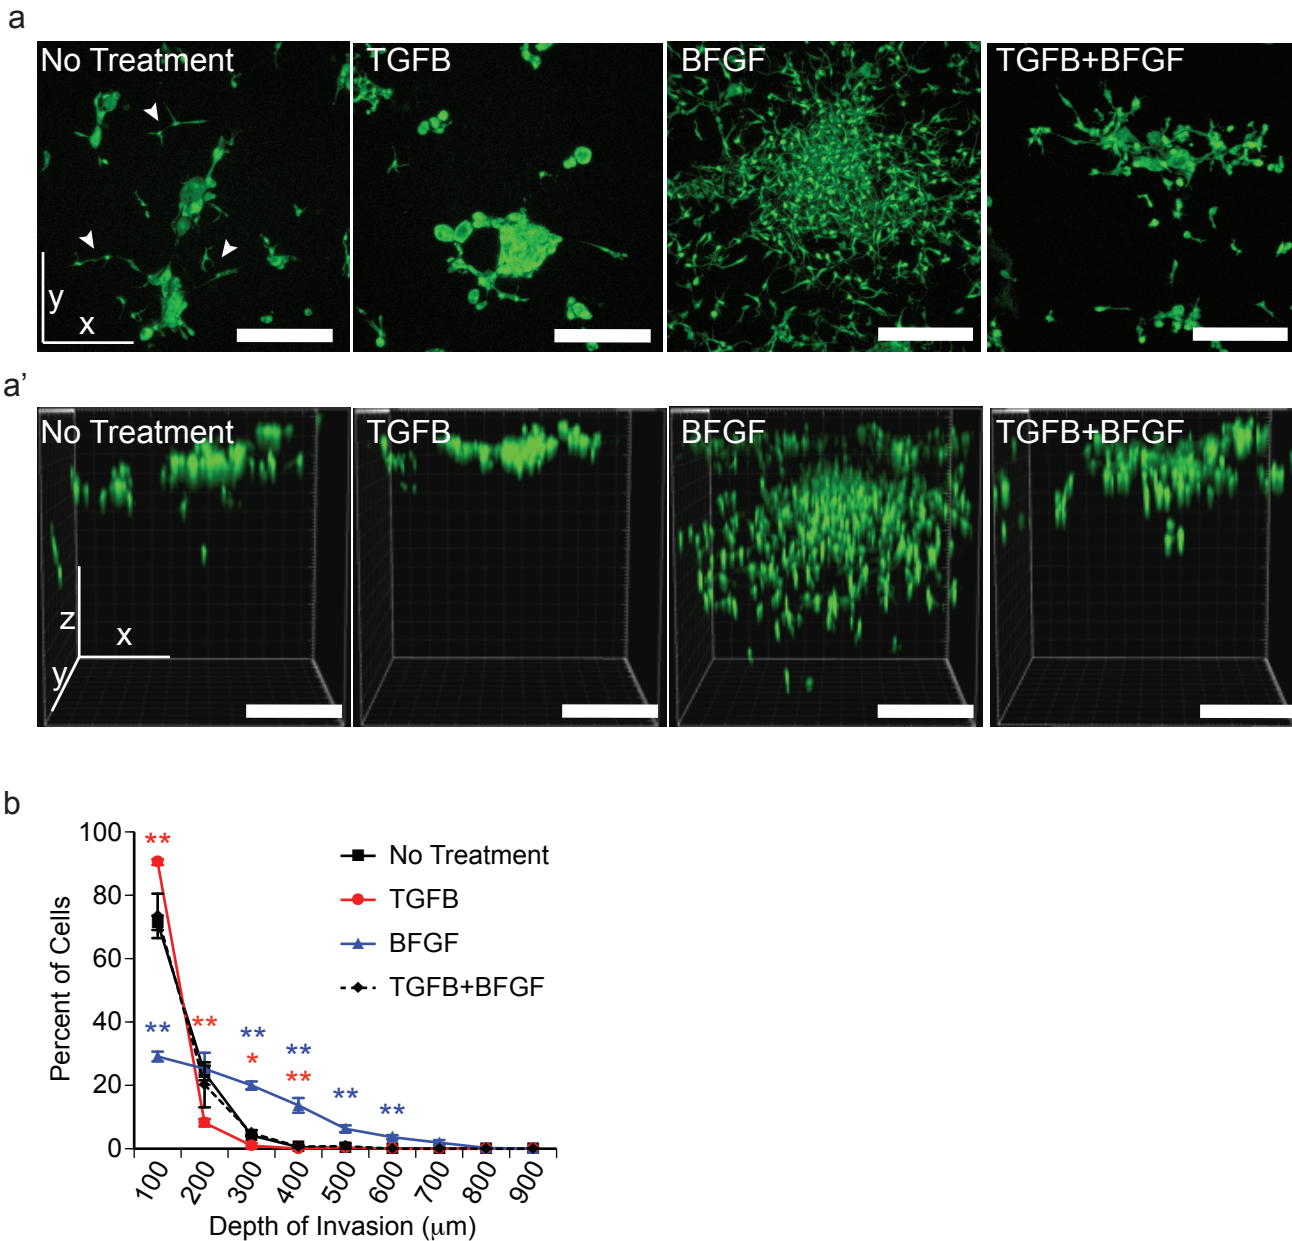 a
No Treatment
TGFB
BFGF
TGFB+BFGF
y
x
a'
No Treatment
TGFB
BFGF
TGFB+BFGF
z
x
y
b
Percent of Cells
100
80
60
40
20
0
**
**
**
**
*
**
**
**
**
No Treatment
TGFB
BFGF
TGFB+BFGF
100
200
300
400
500
600
700
800
900
Depth of Invasion (μm)